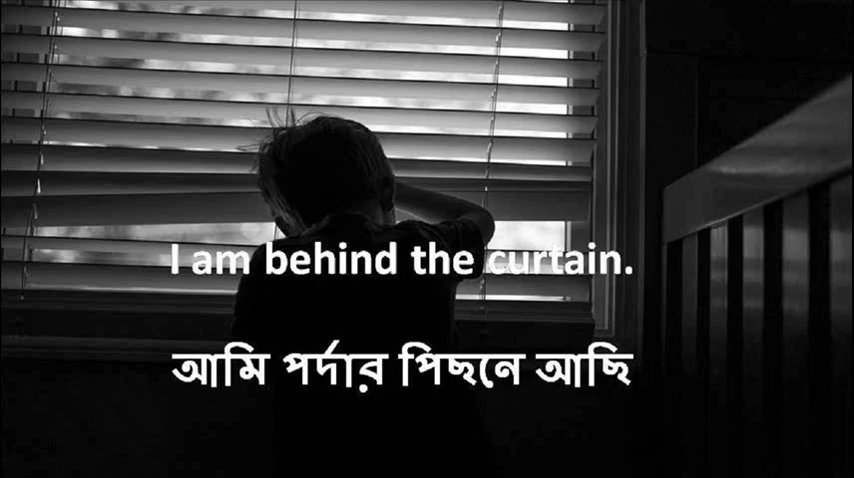 I am behind the curtain.
আমি পর্দার পিছনে আছি